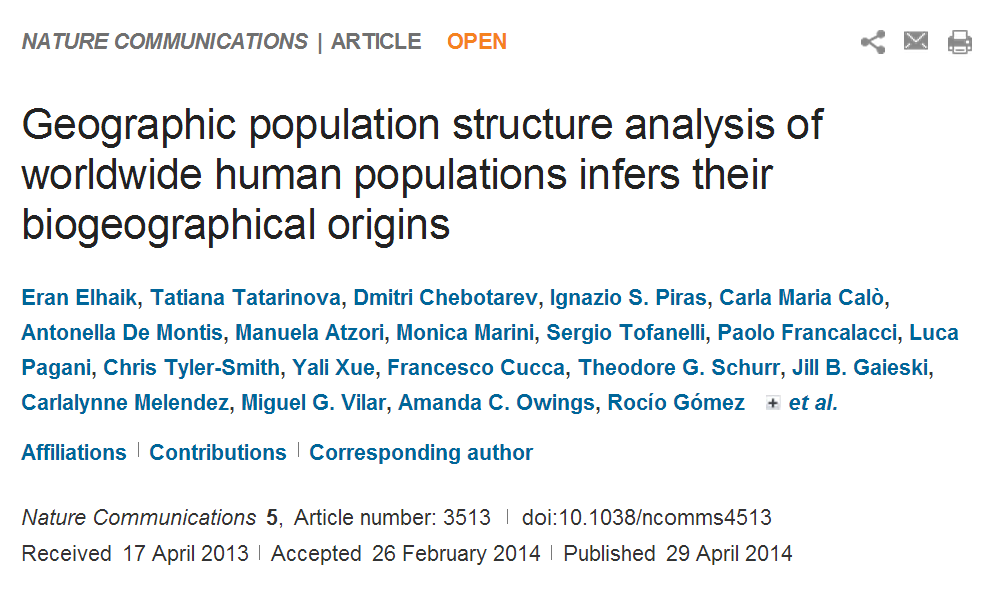 NATURE COMMUNICATIONS | ARTICLE OPEN
Geographic population structure analysis of
worldwide human populations infers their
biogeographical origins
Eran Elhaik, Tatiana Tatarinova, Dmitri Chebotarev, Ignazio S. Piras, Carla Maria Calò,
Antonella De Montis, Manuela Atzori, Monica Marini, Sergio Tofanelli, Paolo Francalacci, Luca
Pagani, Chris Tyler-Smith, Yali Xue, Francesco Cucca, Theodore G. Schurr, Jill B. Gaieski,
Carlalynne Melendez, Miguel G. Vilar, Amanda C. Owings, Rocío Gómez + et al.
Affiliations | Contributions | Corresponding author
Nature Communications 5, Article number: 3513 | doi:10.1038/ncomms4513
Received 17 April 2013 | Accepted 26 February 2014 | Published 29 April 2014